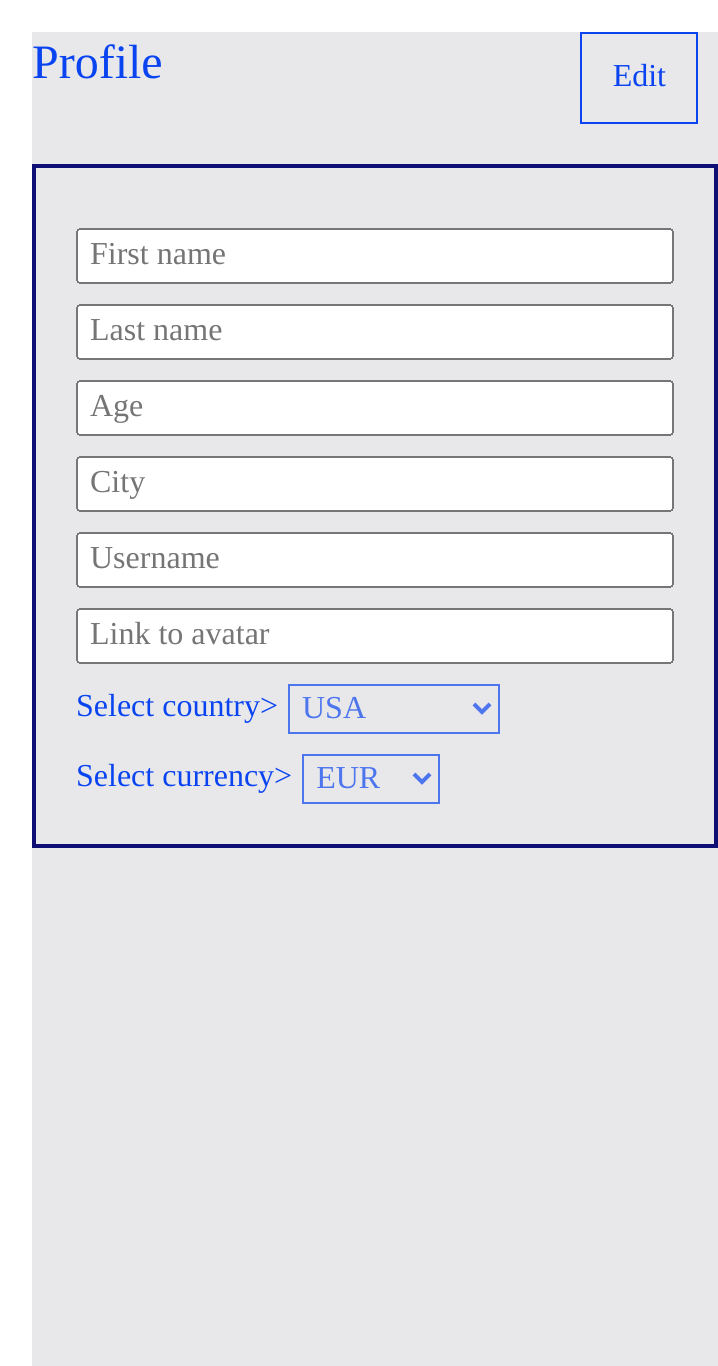 Profile
Edit
First name
Last name
Age
City
Username
Link to avatar
Select country> USA
Select currency> EUR